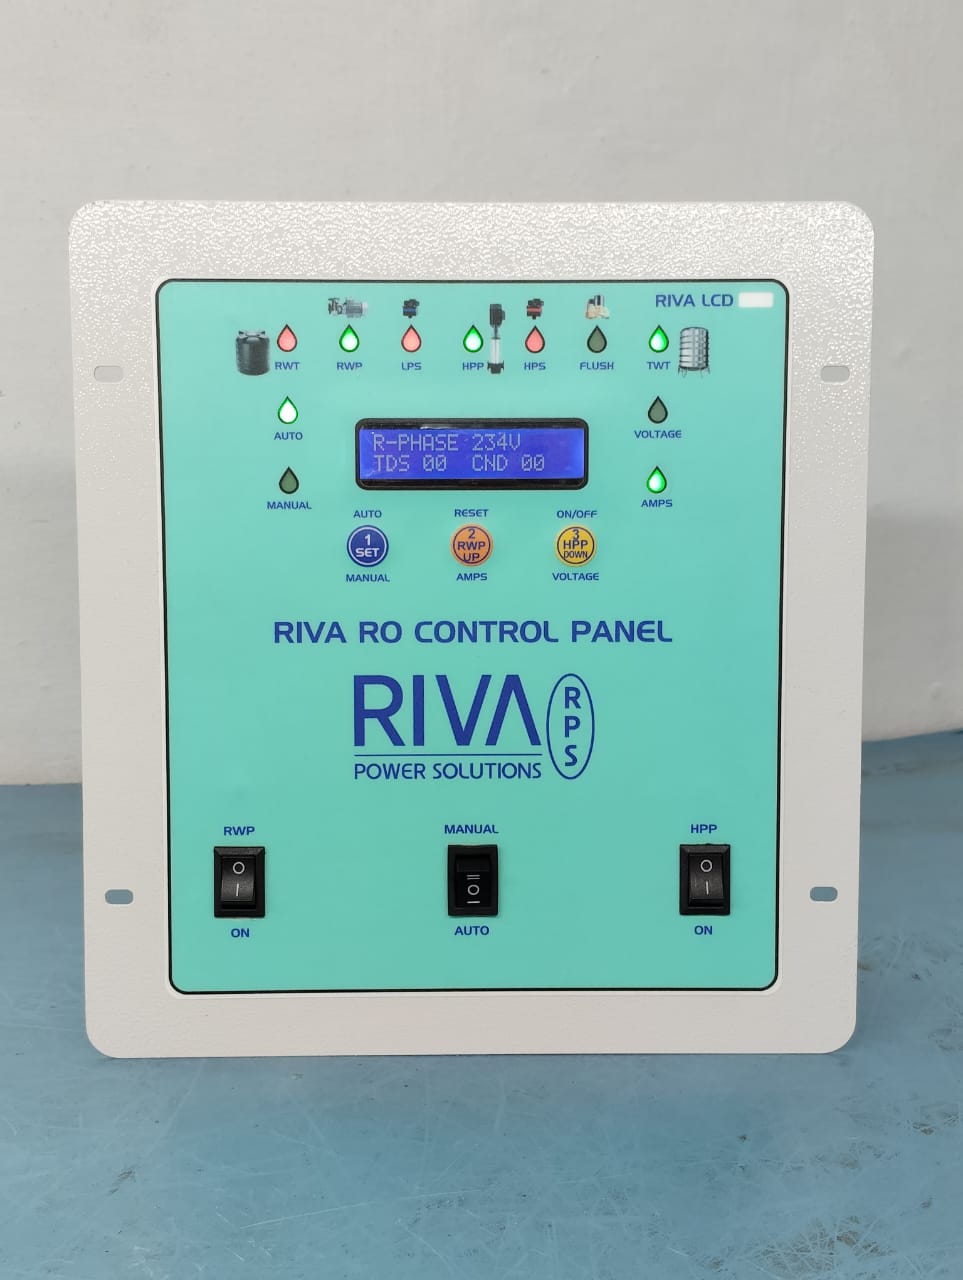 RIVA LCD
RWT RWP LPS HPP HPS FLUSH TWT
AUTO VOLTAGE
R-PHASE 234V
TDS 00 CND 00
MANUAL AMPS
AUTO RESET ON/OFF
1 SET
2 RWP UP
3 HPP DOWN
MANUAL AMPS VOLTAGE
RIVA RO CONTROL PANEL
RIVA RPS
POWER SOLUTIONS
RWP MANUAL HPP
ON AUTO ON